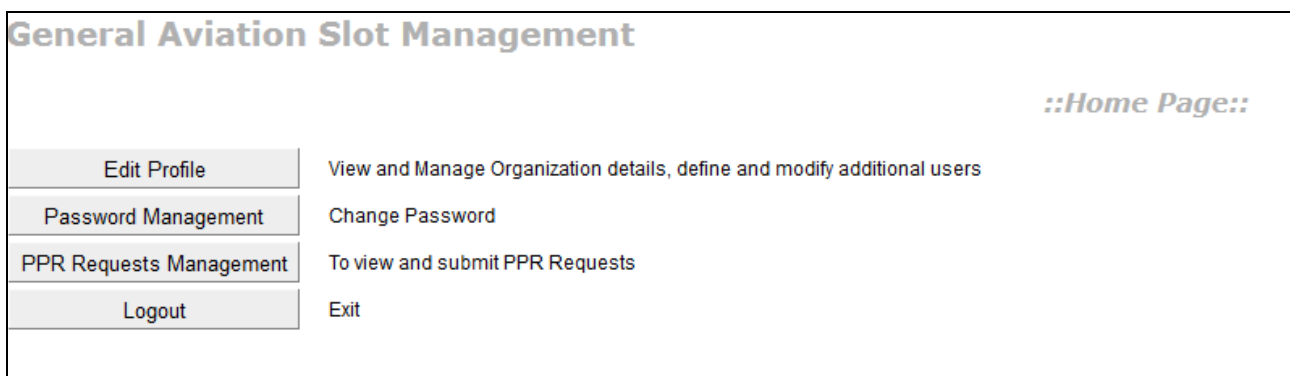 General Aviation Slot Management
::Home Page::
Edit Profile View and Manage Organization details, define and modify additional users
Password Management Change Password
PPR Requests Management To view and submit PPR Requests
Logout Exit